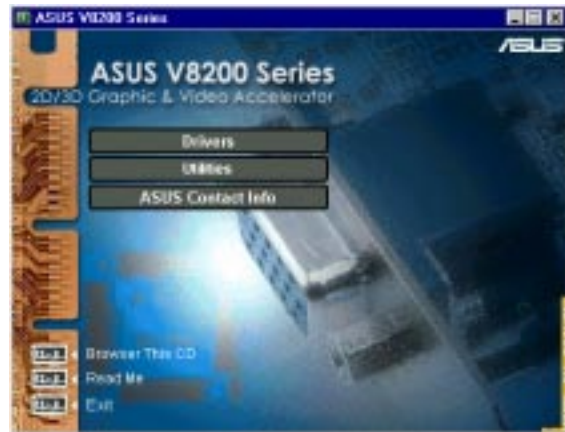 ASUS V8200 Series
ASUS
ASUS V8200 Series
2D/3D Graphic & Video Accelerator
Drivers
Utilities
ASUS Contact Info
Browser This CD
Read Me
Exit